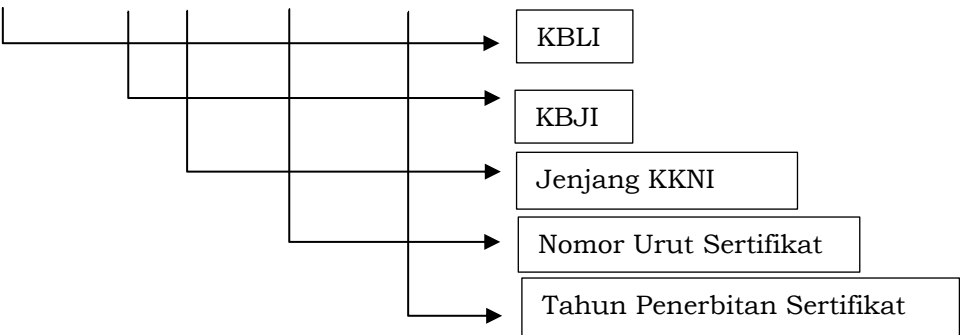 KBLI
KBJI
Jenjang KKNI
Nomor Urut Sertifikat
Tahun Penerbitan Sertifikat